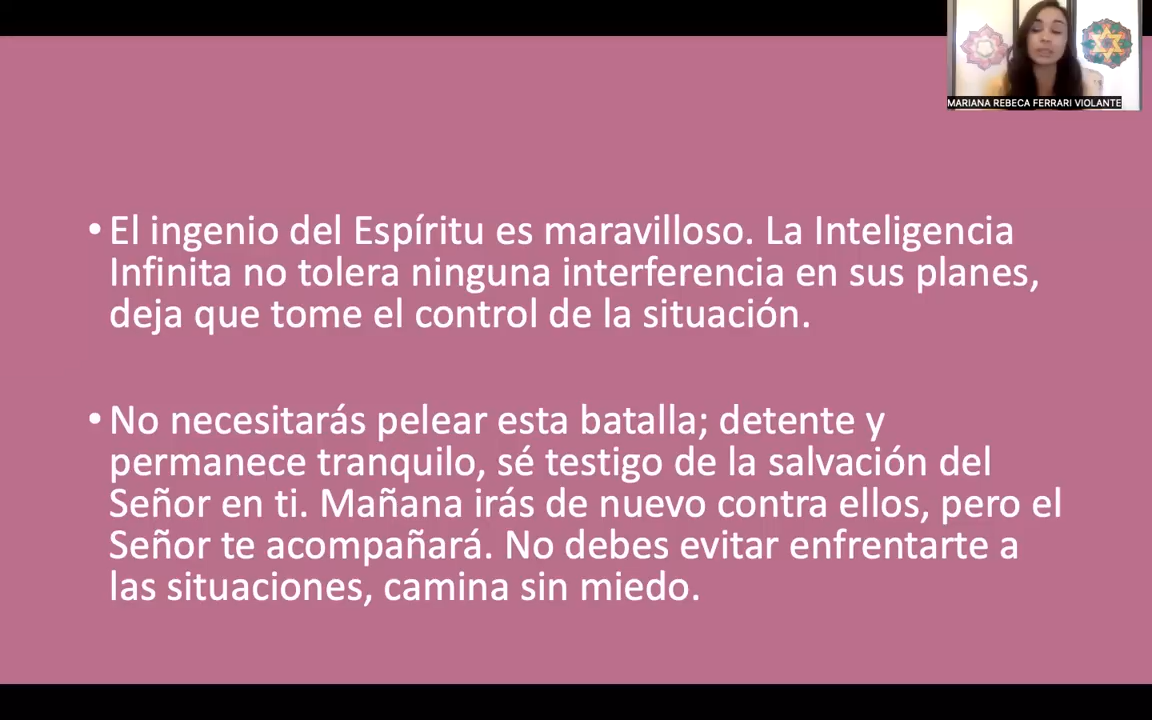 MARIANA REBECA FERRARI VIOLANTE
• El ingenio del Espíritu es maravilloso. La Inteligencia
Infinita no tolera ninguna interferencia en sus planes,
deja que tome el control de la situación.
• No necesitarás pelear esta batalla; detente y
permanece tranquilo, sé testigo de la salvación del
Señor en ti. Mañana irás de nuevo contra ellos, pero el
Señor te acompañará. No debes evitar enfrentarte a
las situaciones, camina sin miedo.